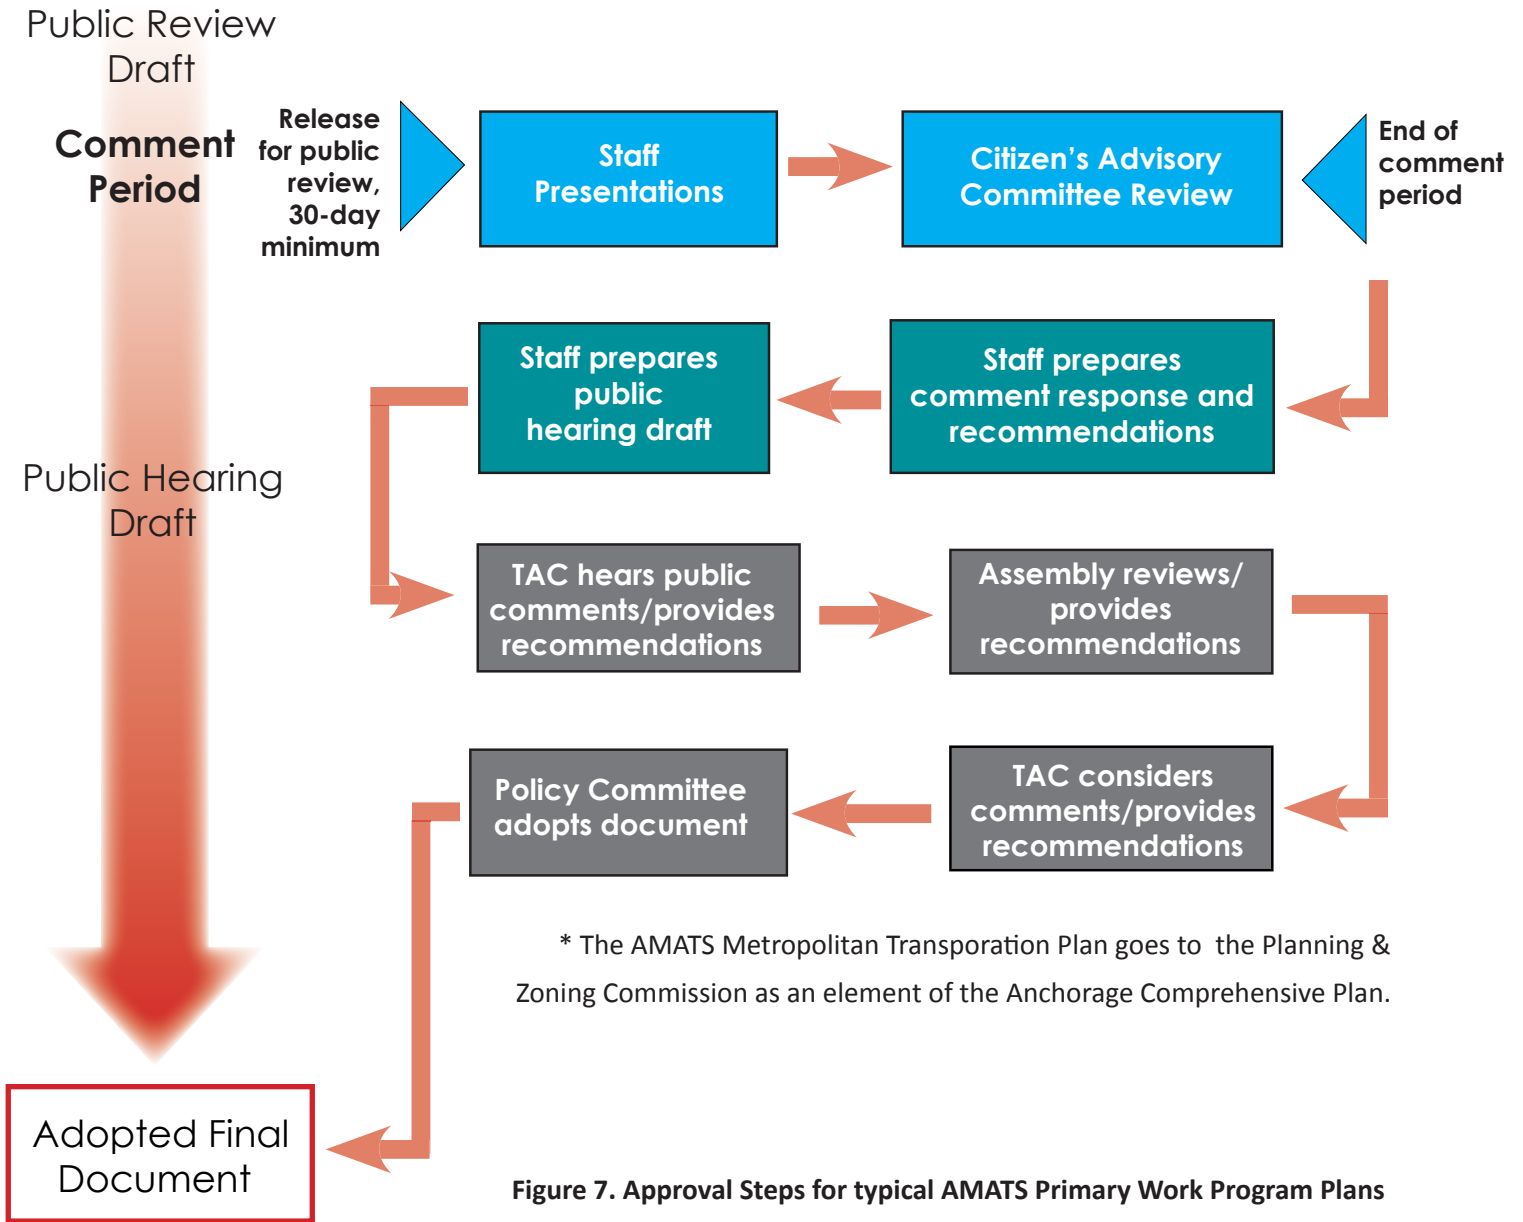 Public Review
Draft
Comment
Period
Release
for public
review,
30-day
minimum
Staff
Presentations
Citizen’s Advisory
Committee Review
End of
comment
period
Staff prepares
public
hearing draft
Staff prepares
comment response and
recommendations
Public Hearing
Draft
TAC hears public
comments/provides
recommendations
Assembly reviews/
provides
recommendations
Policy Committee
adopts document
TAC considers
comments/provides
recommendations
* The AMATS Metropolitan Transporation Plan goes to the Planning &
Zoning Commission as an element of the Anchorage Comprehensive Plan.
Adopted Final
Document
Figure 7. Approval Steps for typical AMATS Primary Work Program Plans